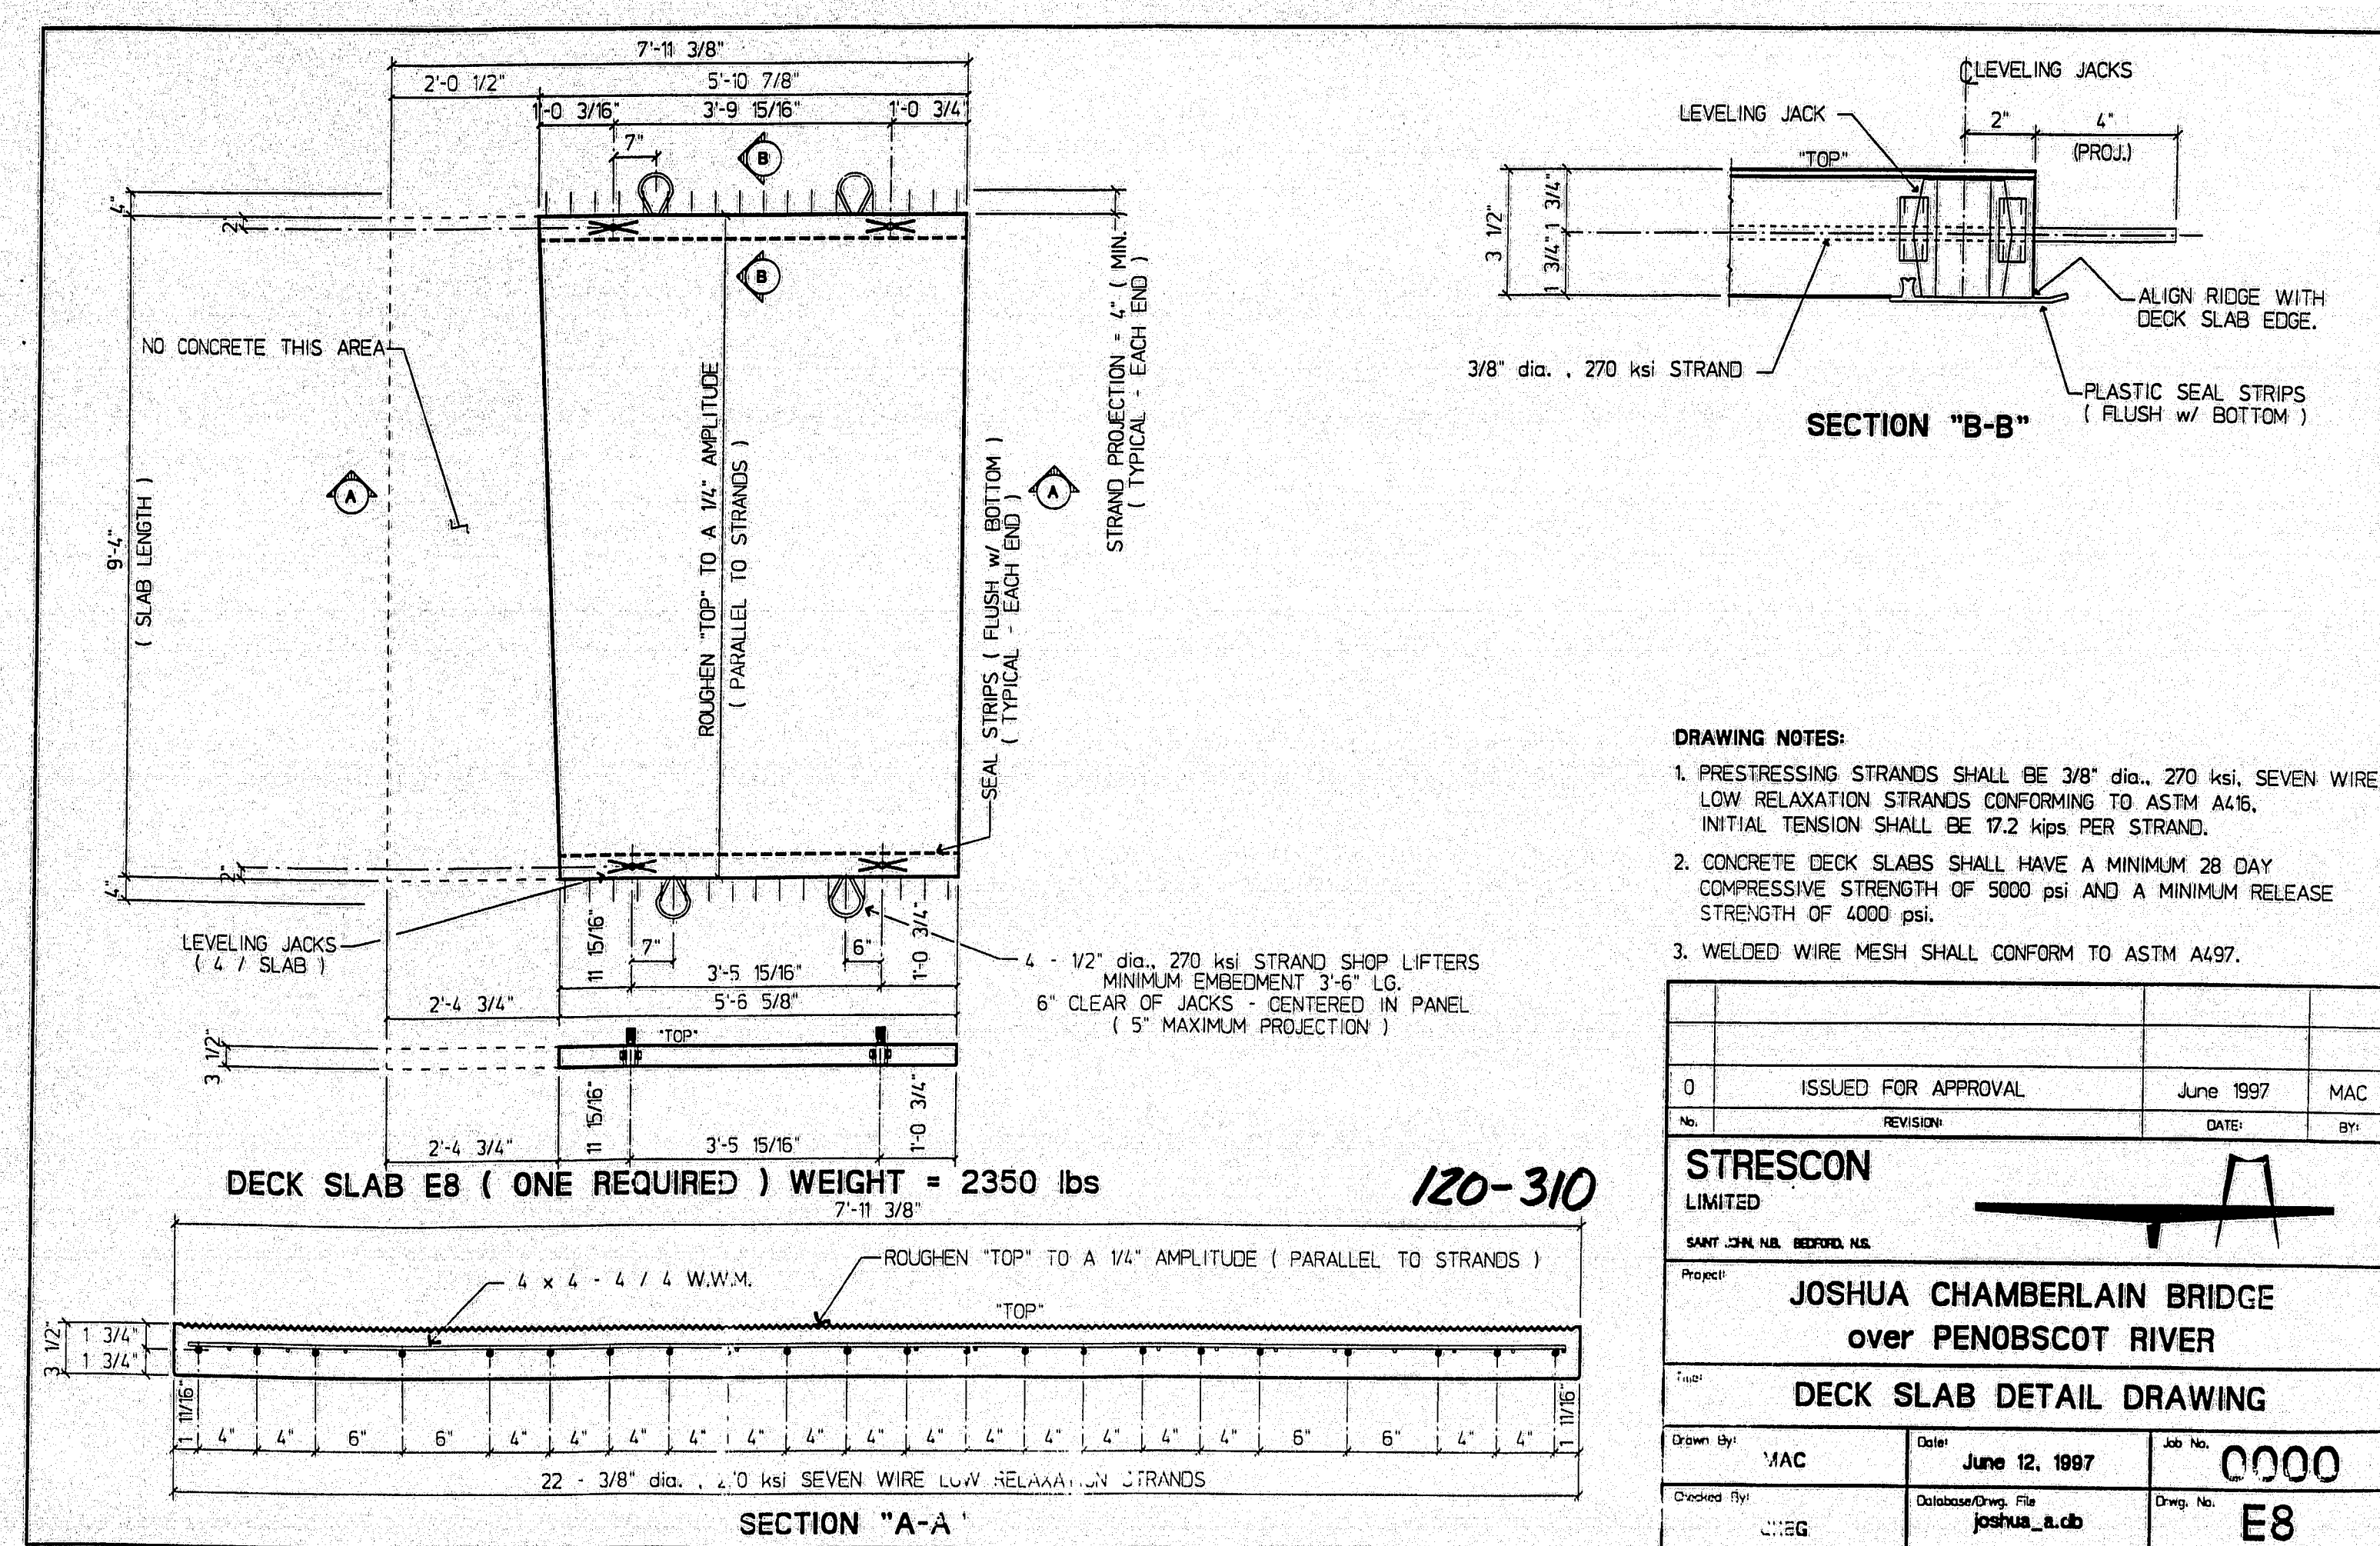 7'-11 3/8"
2'-0 1/2"
5'-10 7/8"
1'-0 3/16"
3'-9 15/16"
1'-0 3/4"
7"
B
4"
2"
B
NO CONCRETE THIS AREA
A
9'-4"
( SLAB LENGTH )
ROUGHEN "TOP" TO A 1/4" AMPLITUDE
( PARALLEL TO STRANDS )
SEAL STRIPS ( FLUSH w/ BOTTOM )
( TYPICAL - EACH END )
A
STRAND PROJECTION = 4" ( MIN. )
( TYPICAL - EACH END )
2"
4"
LEVELING JACKS
( 4 / SLAB )
11 15/16"
7"
6"
1'-0 3/4"
3'-5 15/16"
2'-4 3/4"
5'-6 5/8"
4 - 1/2" dia., 270 ksi STRAND SHOP LIFTERS
MINIMUM EMBEDMENT 3'-6" LG.
6" CLEAR OF JACKS - CENTERED IN PANEL
( 5" MAXIMUM PROJECTION )
3 1/2"
"TOP"
11 15/16"
1'-0 3/4"
2'-4 3/4"
3'-5 15/16"
DECK SLAB E8 ( ONE REQUIRED ) WEIGHT = 2350 lbs
120-310
7'-11 3/8"
ROUGHEN "TOP" TO A 1/4" AMPLITUDE ( PARALLEL TO STRANDS )
4 x 4 - 4 / 4 W.W.M.
"TOP"
3 1/2"
1 3/4"
1 3/4"
1 11/16"
4" 4" 6" 6" 4" 4" 4" 4" 4" 4" 4" 4" 4" 4" 4" 4" 4" 6" 6" 4" 4"
1 11/16"
22 - 3/8" dia. , ksi SEVEN WIRE LOW RELAXATION STRANDS
SECTION "A-A"
CL LEVELING JACKS
LEVELING JACK
2"
4"
(PROJ.)
"TOP"
3 1/2"
1 3/4"
1 3/4"
ALIGN RIDGE WITH
DECK SLAB EDGE.
3/8" dia. , 270 ksi STRAND
PLASTIC SEAL STRIPS
( FLUSH w/ BOTTOM )
SECTION "B-B"
DRAWING NOTES:
1. PRESTRESSING STRANDS SHALL BE 3/8" dia., 270 ksi, SEVEN WIRE
LOW RELAXATION STRANDS CONFORMING TO ASTM A416.
INITIAL TENSION SHALL BE 17.2 kips PER STRAND.
2. CONCRETE DECK SLABS SHALL HAVE A MINIMUM 28 DAY
COMPRESSIVE STRENGTH OF 5000 psi AND A MINIMUM RELEASE
STRENGTH OF 4000 psi.
3. WELDED WIRE MESH SHALL CONFORM TO ASTM A497.
0 ISSUED FOR APPROVAL June 1997 MAC
No. REVISION: DATE: BY:
STRESCON
LIMITED
SAINT JOHN, N.B. BEDFORD, N.S.
Project:
JOSHUA CHAMBERLAIN BRIDGE
over PENOBSCOT RIVER
Title:
DECK SLAB DETAIL DRAWING
Drawn By: MAC
Date: June 12, 1997
Job No. 0000
Checked By:
Database/Drwg. File joshua_a.db
Drwg. No. E8